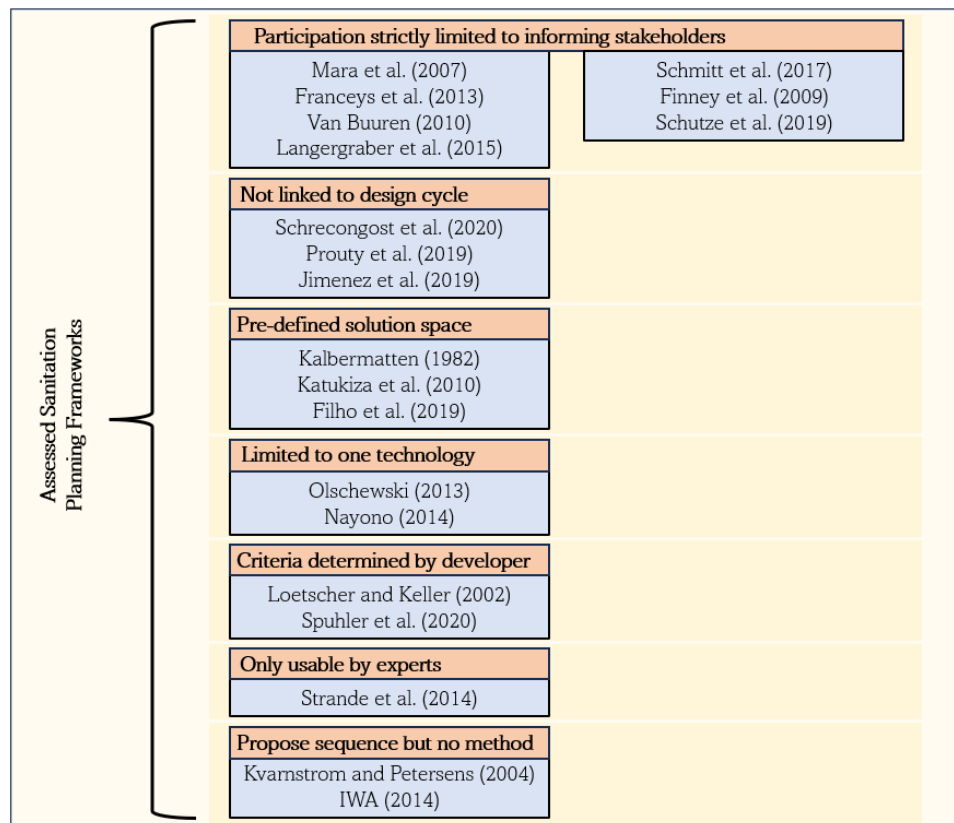 Assessed Sanitation
Planning Frameworks
Participation strictly limited to informing stakeholders
Mara et al. (2007)
Franceys et al. (2013)
Van Buuren (2010)
Langergraber et al. (2015)
Schmitt et al. (2017)
Finney et al. (2009)
Schutze et al. (2019)
Not linked to design cycle
Schrecongost et al. (2020)
Prouty et al. (2019)
Jimenez et al. (2019)
Pre-defined solution space
Kalbermatten (1982)
Katukiza et al. (2010)
Filho et al. (2019)
Limited to one technology
Olschewski (2013)
Nayono (2014)
Criteria determined by developer
Loetscher and Keller (2002)
Spuhler et al. (2020)
Only usable by experts
Strande et al. (2014)
Propose sequence but no method
Kvarnstrom and Petersens (2004)
IWA (2014)